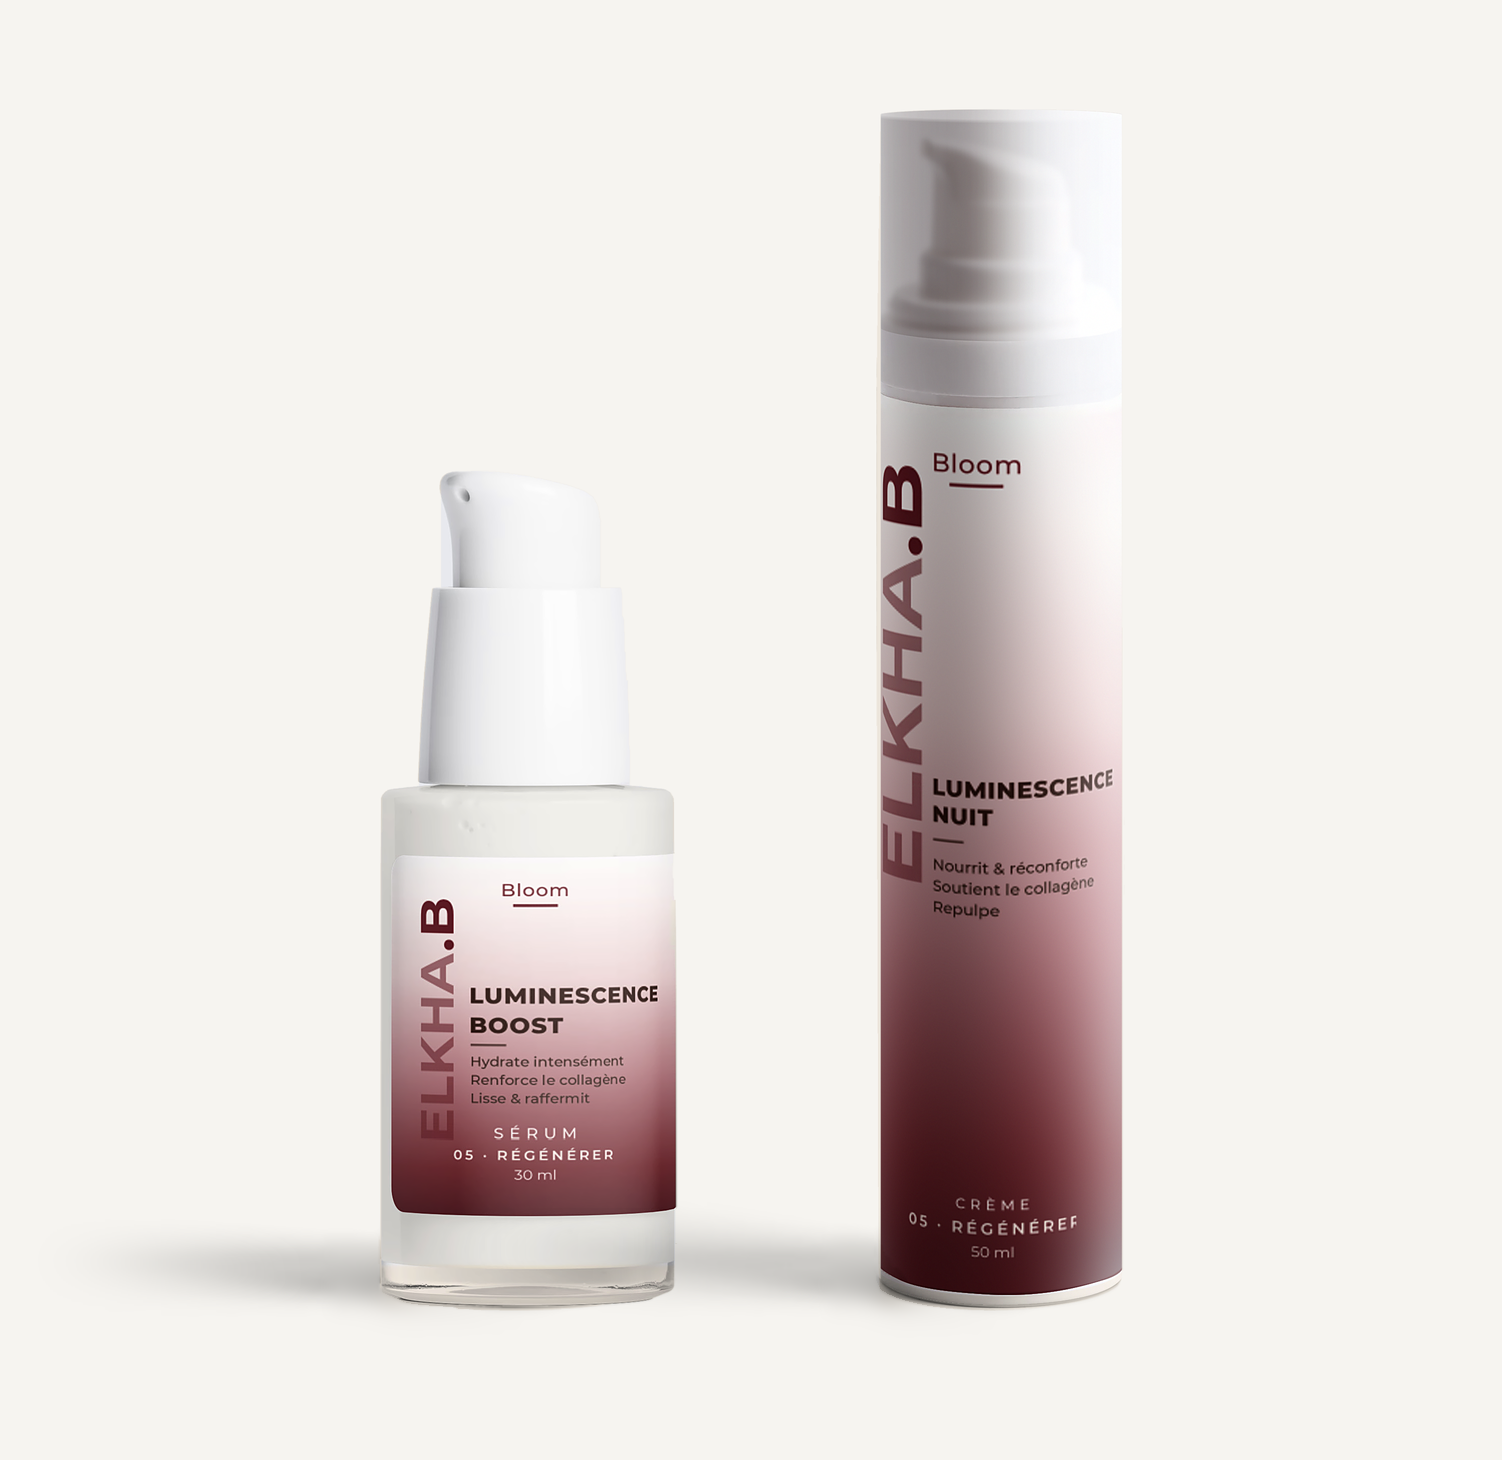 Bloom
ELKHA.B
LUMINESCENCE
BOOST
Hydrate intensément
Renforce le collagène
Lisse & raffermit
SÉRUM
05 · RÉGÉNÉRER
30 ml
Bloom
ELKHA.B
LUMINESCENCE
NUIT
Nourrit & réconforte
Soutient le collagène
Repulpe
CRÈME
05 · RÉGÉNÉRER
50 ml